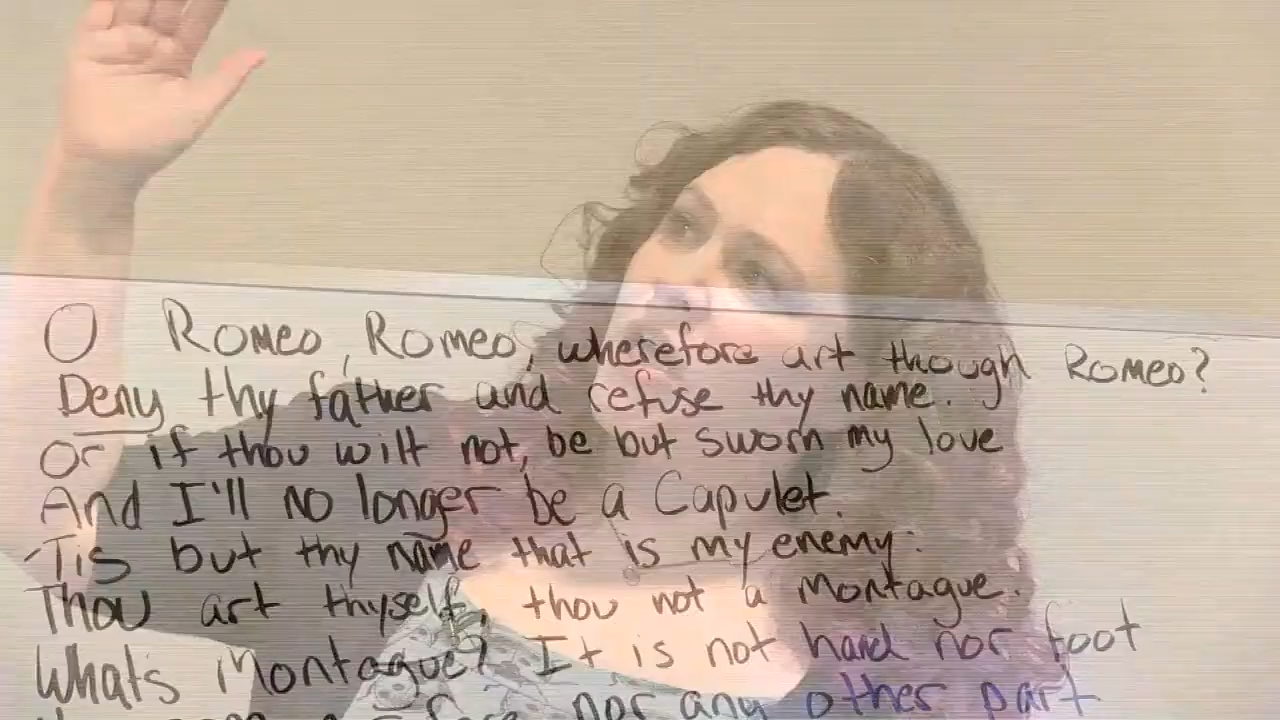 O Romeo, Romeo, wherefore art though Romeo?
Deny thy father and refuse thy name.
Or if thou wilt not, be but sworn my love
And I'll no longer be a Capulet.
'Tis but thy name that is my enemy:
Thou art thyself, thou not a Montague.
What's Montague? It is not hand nor foot
nor any other part